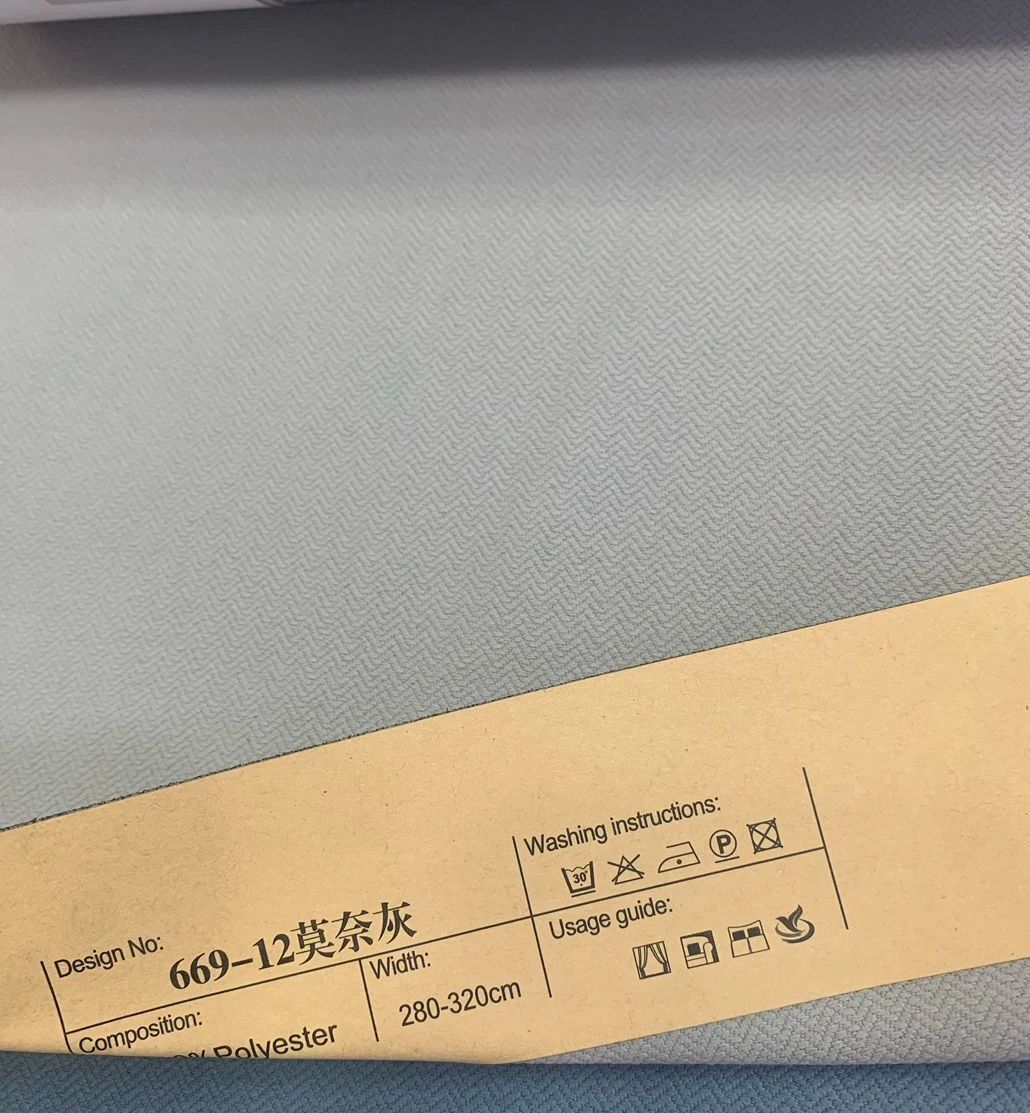 Design No:
669-12莫奈灰
Composition:
% Polyester
Width:
280-320cm
Washing instructions:
30°
P
Usage guide: